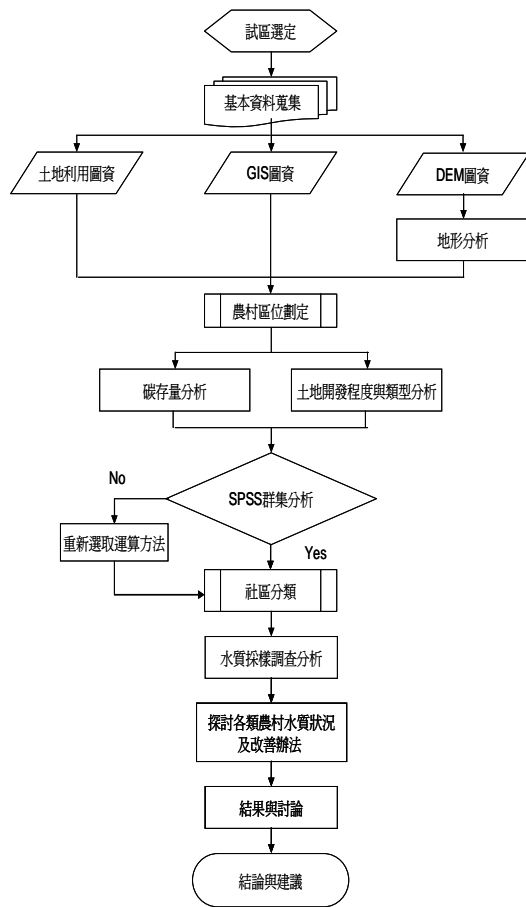 試區選定
基本資料蒐集
土地利用圖資
GIS圖資
DEM圖資
地形分析
農村區位劃定
碳存量分析
土地開發程度與類型分析
SPSS群集分析
No
重新選取運算方法
Yes
社區分類
水質採樣調查分析
探討各類農村水質狀況
及改善辦法
結果與討論
結論與建議